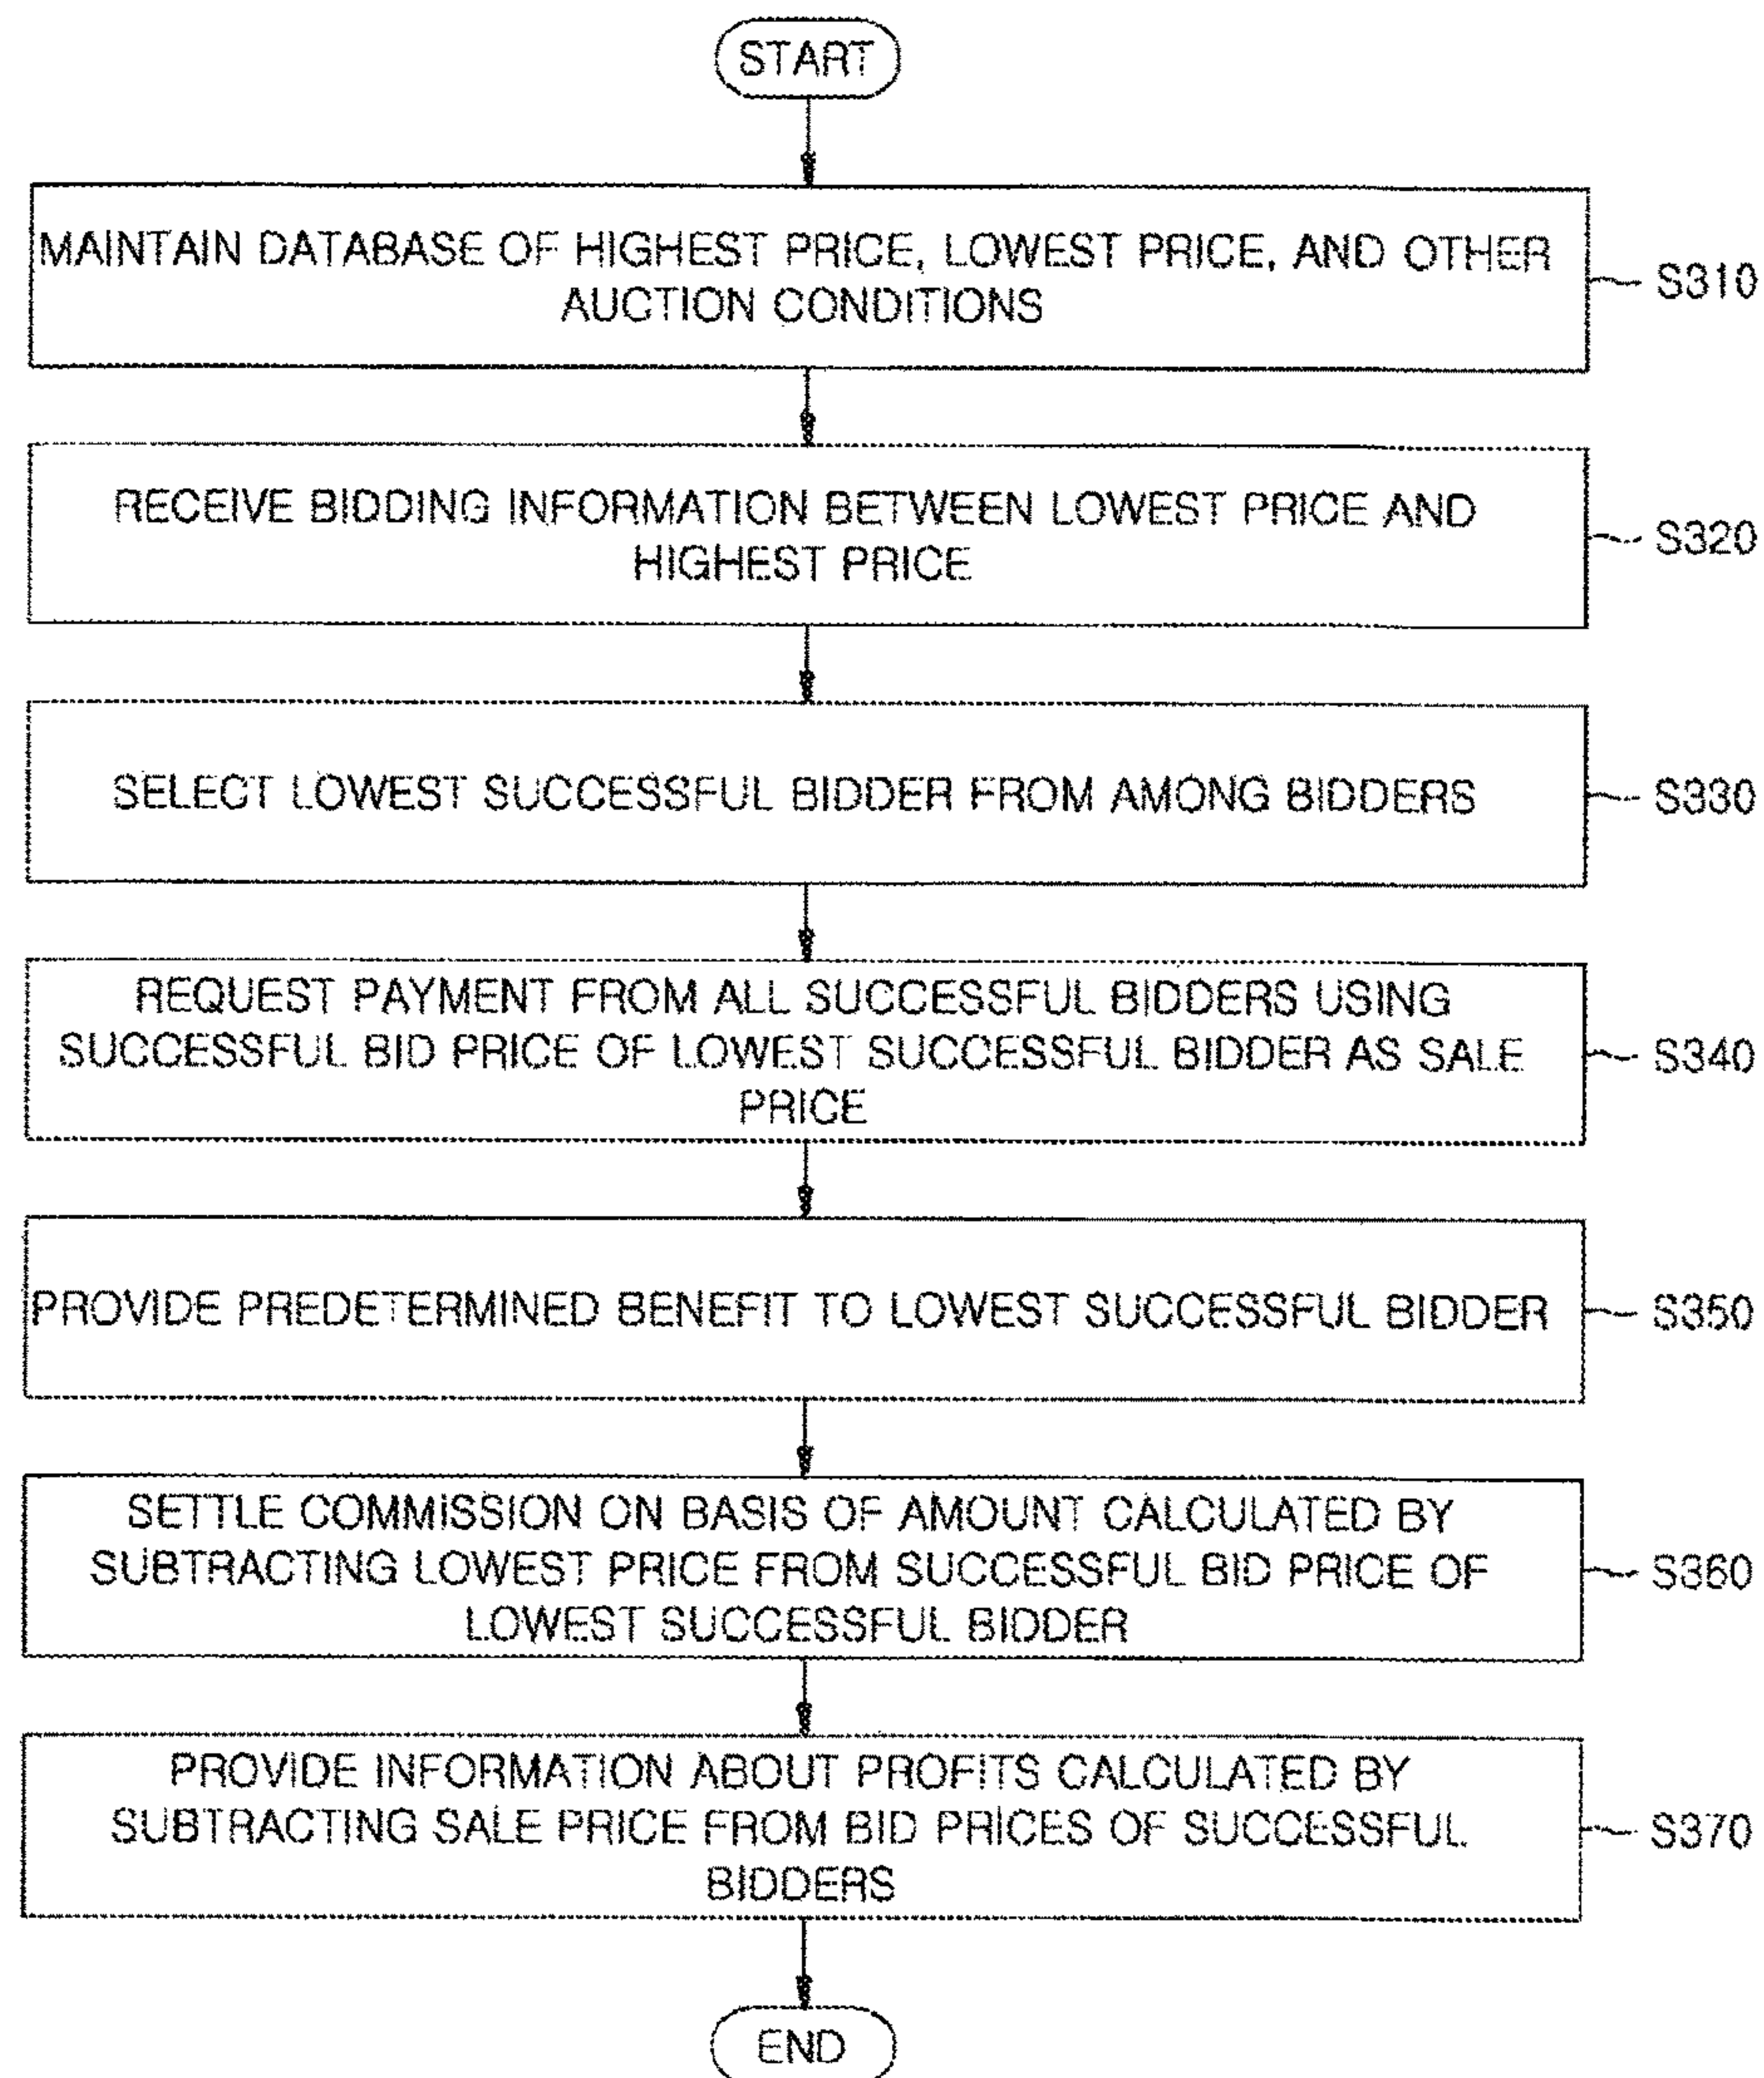 START
MAINTAIN DATABASE OF HIGHEST PRICE, LOWEST PRICE, AND OTHER
AUCTION CONDITIONS
S310
RECEIVE BIDDING INFORMATION BETWEEN LOWEST PRICE AND
HIGHEST PRICE
S320
SELECT LOWEST SUCCESSFUL BIDDER FROM AMONG BIDDERS
S330
REQUEST PAYMENT FROM ALL SUCCESSFUL BIDDERS USING
SUCCESSFUL BID PRICE OF LOWEST SUCCESSFUL BIDDER AS SALE
PRICE
S340
PROVIDE PREDETERMINED BENEFIT TO LOWEST SUCCESSFUL BIDDER
S350
SETTLE COMMISSION ON BASIS OF AMOUNT CALCULATED BY
SUBTRACTING LOWEST PRICE FROM SUCCESSFUL BID PRICE OF
LOWEST SUCCESSFUL BIDDER
S360
PROVIDE INFORMATION ABOUT PROFITS CALCULATED BY
SUBTRACTING SALE PRICE FROM BID PRICES OF SUCCESSFUL
BIDDERS
S370
END